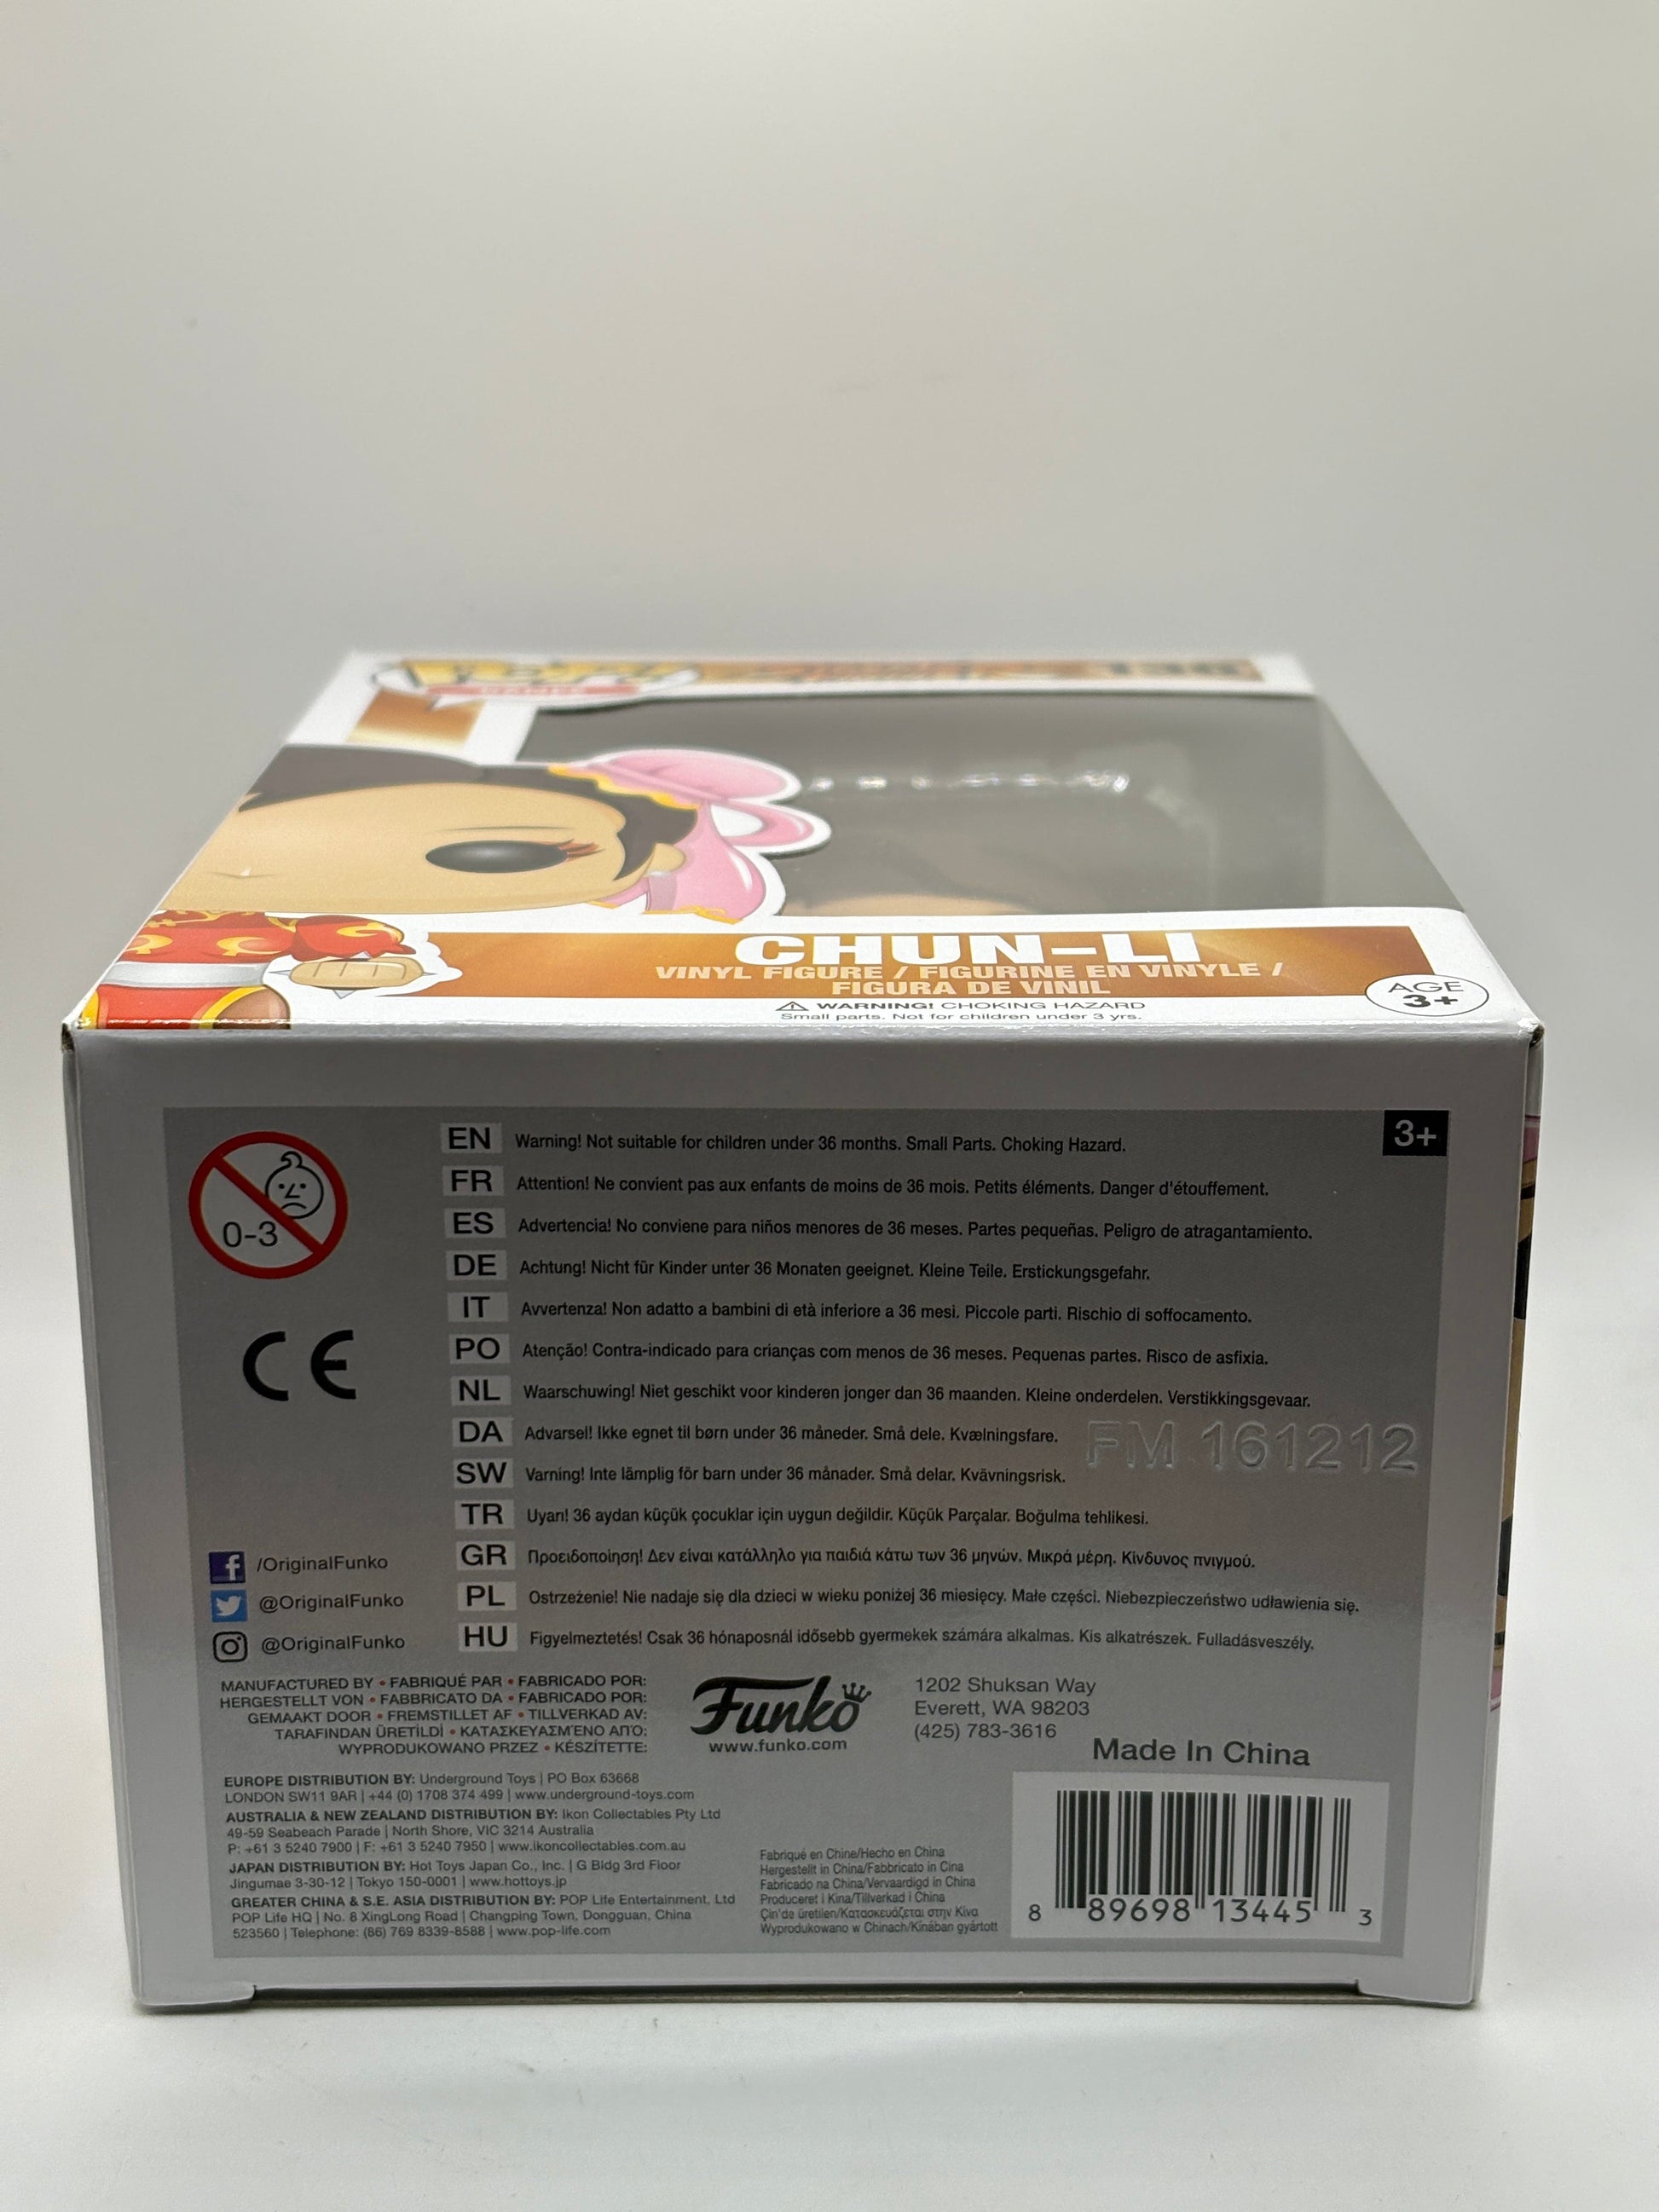 POP!
GAMES
136
CHUN-LI
VINYL FIGURE / FIGURINE EN VINYLE /
FIGURA DE VINIL
WARNING! CHOKING HAZARD
Small parts. Not for children under 3 yrs.
AGE
3+
3+
0-3
EN Warning! Not suitable for children under 36 months. Small Parts. Choking Hazard.
FR Attention! Ne convient pas aux enfants de moins de 36 mois. Petits éléments. Danger d'étouffement.
ES Advertencia! No conviene para niños menores de 36 meses. Partes pequeñas. Peligro de atragantamiento.
DE Achtung! Nicht für Kinder unter 36 Monaten geeignet. Kleine Teile. Erstickungsgefahr.
IT Avvertenza! Non adatto a bambini di età inferiore a 36 mesi. Piccole parti. Rischio di soffocamento.
PO Atenção! Contra-indicado para crianças com menos de 36 meses. Pequenas partes. Risco de asfixia.
NL Waarschuwing! Niet geschikt voor kinderen jonger dan 36 maanden. Kleine onderdelen. Verstikkingsgevaar.
DA Advarsel! Ikke egnet til børn under 36 måneder. Små dele. Kvælningsfare.
FM 161212
SW Varning! Inte lämplig för barn under 36 månader. Små delar. Kvävningsrisk.
TR Uyarı! 36 aydan küçük çocuklar için uygun değildir. Küçük Parçalar. Boğulma tehlikesi.
GR Προειδοποίηση! Δεν είναι κατάλληλο για παιδιά κάτω των 36 μηνών. Μικρά μέρη. Κίνδυνος πνιγμού.
PL Ostrzeżenie! Nie nadaje się dla dzieci w wieku poniżej 36 miesięcy. Małe części. Niebezpieczeństwo udławienia się.
HU Figyelmeztetés! Csak 36 hónaposnál idősebb gyermekek számára alkalmas. Kis alkatrészek. Fulladásveszély.
CE
/OriginalFunko
@OriginalFunko
@OriginalFunko
MANUFACTURED BY • FABRIQUÉ PAR • FABRICADO POR:
HERGESTELLT VON • FABBRICATO DA • FABRICADO POR:
GEMAAKT DOOR • FREMSTILLET AF • TILLVERKAD AV:
TARAFINDAN ÜRETİLDİ • ΚΑΤΑΣΚΕΥΑΣΜΈΝΟ ΑΠΌ:
WYPRODUKOWANO PRZEZ • KÉSZÍTETTE:
Funko
www.funko.com
1202 Shuksan Way
Everett, WA 98203
(425) 783-3616
Made In China
EUROPE DISTRIBUTION BY: Underground Toys | PO Box 63668
LONDON SW11 9AR | +44 (0) 1708 374 499 | www.underground-toys.com
AUSTRALIA & NEW ZEALAND DISTRIBUTION BY: Ikon Collectables Pty Ltd
49-59 Seabeach Parade | North Shore, VIC 3214 Australia
P: +61 3 5240 7900 | F: +61 3 5240 7950 | www.ikoncollectables.com.au
JAPAN DISTRIBUTION BY: Hot Toys Japan Co., Inc. | G Bldg 3rd Floor
Jingumae 3-30-12 | Tokyo 150-0001 | www.hottoys.jp
GREATER CHINA & S.E. ASIA DISTRIBUTION BY: POP Life Entertainment, Ltd
POP Life HQ | No. 8 XingLong Road | Changping Town, Dongguan, China
523560 | Telephone: (86) 769 8339-8588 | www.pop-life.com
Fabriqué en Chine/Hecho en China
Hergestellt in China/Fabbricato in Cina
Fabricado na China/Vervaardigd in China
Produceret i Kina/Tillverkad i China
Çin'de üretilen/Κατασκευάζεται στην Κίνα
Wyprodukowano w Chinach/Kínában gyártott
8 89698 13445 3